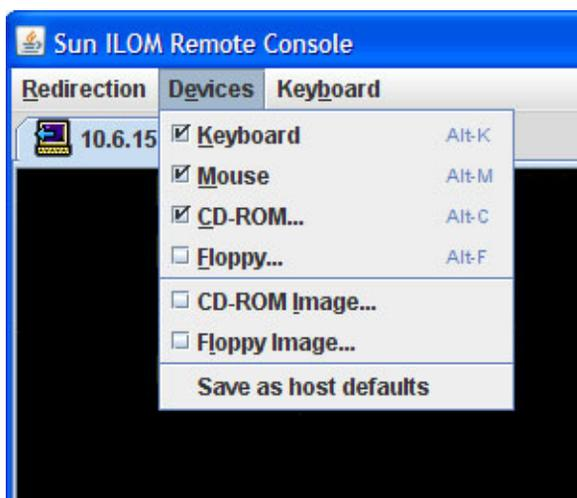 Sun ILOM Remote Console
Redirection Devices Keyboard
10.6.15
Keyboard Alt-K
Mouse Alt-M
CD-ROM... Alt-C
Floppy... Alt-F
CD-ROM Image...
Floppy Image...
Save as host defaults